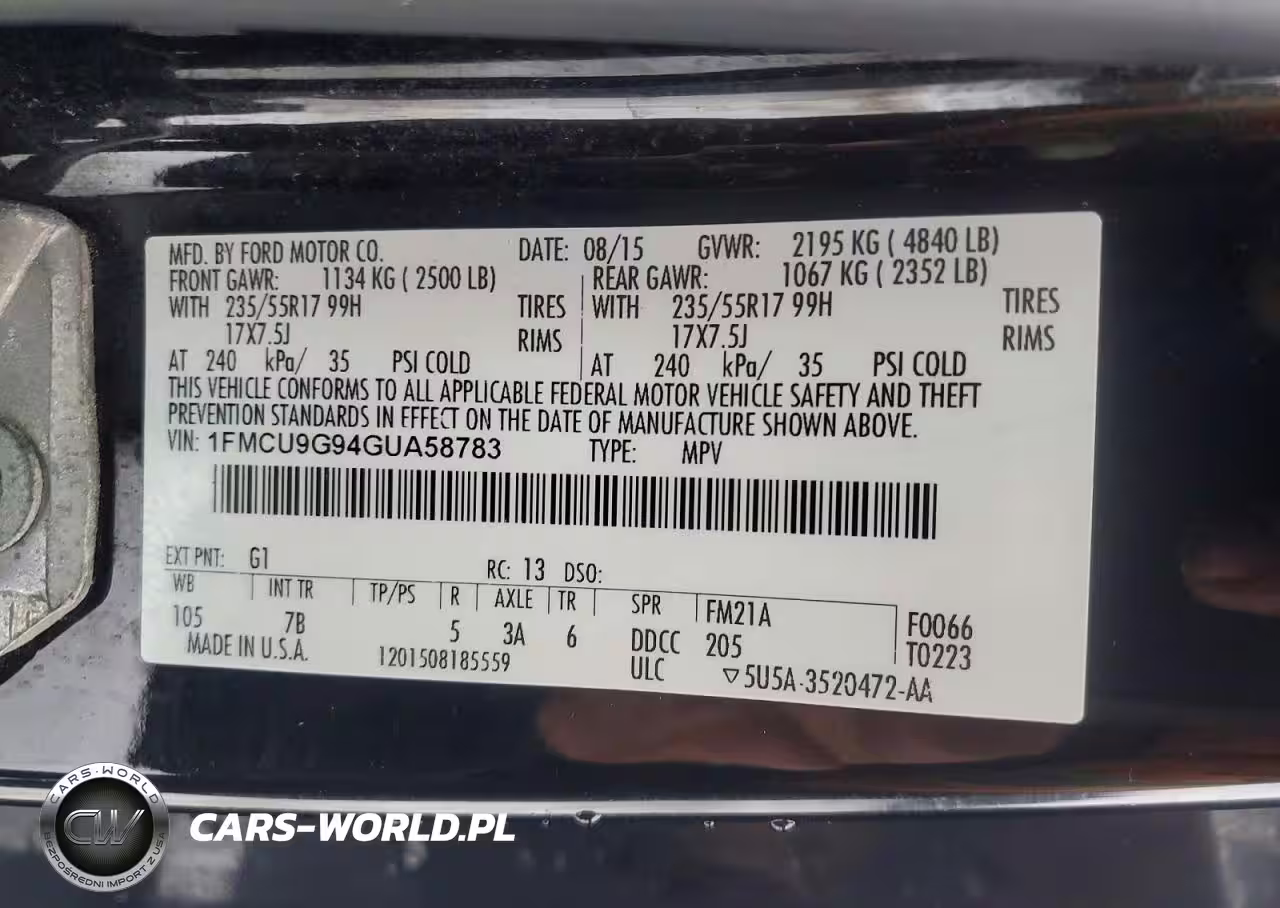 MFD. BY FORD MOTOR CO. DATE: 08/15 GVWR: 2195 KG ( 4840 LB)
FRONT GAWR: 1134 KG ( 2500 LB) REAR GAWR: 1067 KG ( 2352 LB)
WITH 235/55R17 99H TIRES WITH 235/55R17 99H TIRES
17X7.5J RIMS 17X7.5J RIMS
AT 240 kPa/ 35 PSI COLD AT 240 kPa/ 35 PSI COLD
THIS VEHICLE CONFORMS TO ALL APPLICABLE FEDERAL MOTOR VEHICLE SAFETY AND THEFT
PREVENTION STANDARDS IN EFFECT ON THE DATE OF MANUFACTURE SHOWN ABOVE.
VIN: 1FMCU9G94GUA58783 TYPE: MPV
EXT PNT: G1 RC: 13 DSO:
WB INT TR TP/PS R AXLE TR SPR FM21A F0066
105 7B 5 3A 6 DDCC 205 T0223
MADE IN U.S.A. 1201508185559 ULC ▽5U5A-3520472-AA
CARS-WORLD
CW
BEZPOŚREDNI IMPORT Z USA
CARS-WORLD.PL